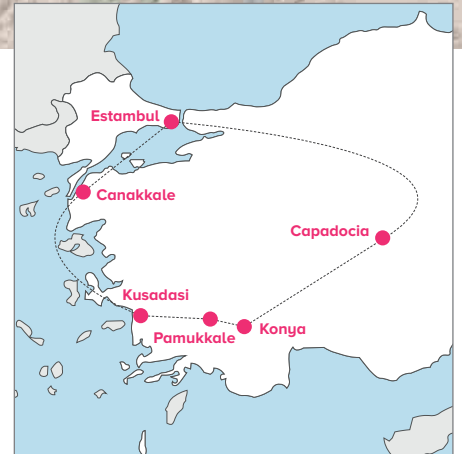 Estambul
Canakkale
Capadocia
Kusadasi
Pamukkale
Konya